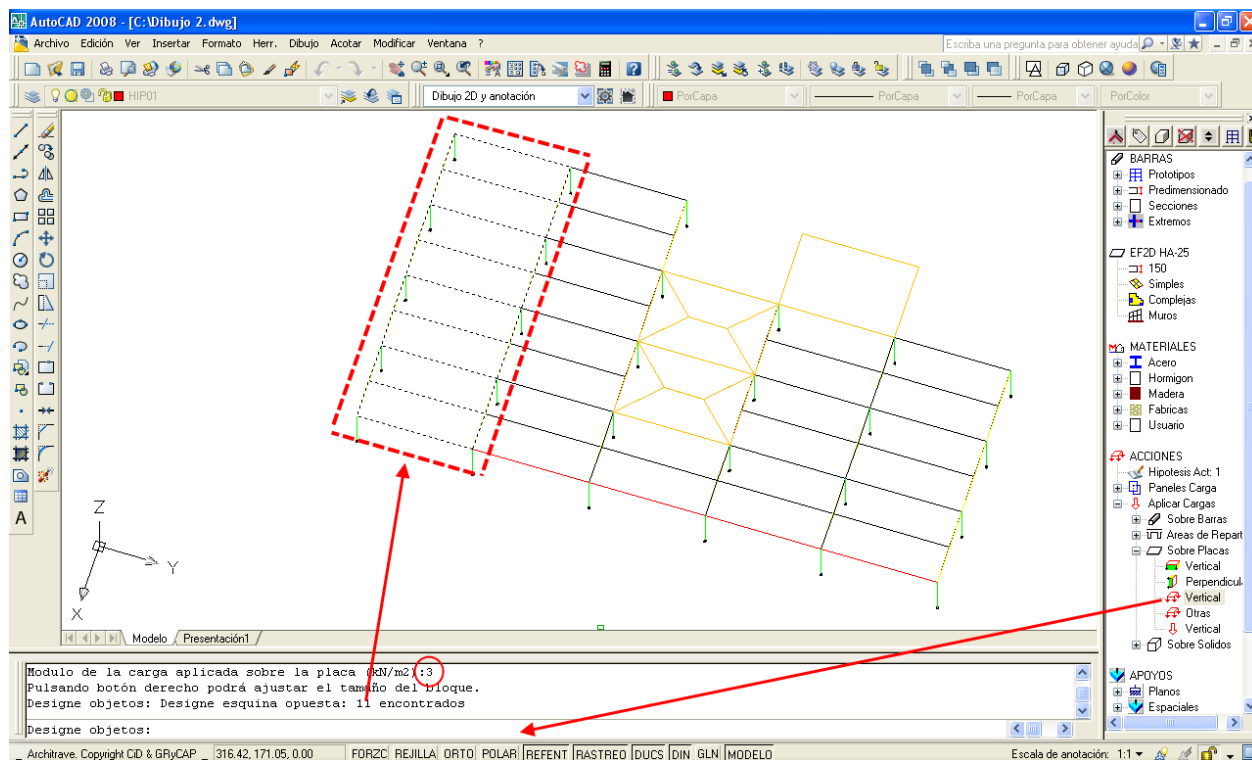 AutoCAD 2008 - [C:\Dibujo 2.dwg]
Archivo Edición Ver Insertar Formato Herr. Dibujo Acotar Modificar Ventana ?
Escriba una pregunta para obtener ayuda
HIP01
Dibujo 2D y anotación
PorCapa
PorCapa
PorCapa
PorColor
BARRAS
Prototipos
Predimensionado
Secciones
Extremos
EF2D HA-25
150
Simples
Complejas
Muros
MATERIALES
Acero
Hormigon
Madera
Fabricas
Usuario
ACCIONES
Hipotesis Act: 1
Paneles Carga
Aplicar Cargas
Sobre Barras
Areas de Repart
Sobre Placas
Vertical
Perpendicul
Vertical
Otras
Vertical
Sobre Solidos
APOYOS
Planos
Espaciales
Z
Y
X
A
Modelo Presentación1
Modulo de la carga aplicada sobre la placa (kN/m2):3
Pulsando botón derecho podrá ajustar el tamaño del bloque.
Designe objetos: Designe esquina opuesta: 11 encontrados
Designe objetos:
_ Architrave. Copyright CiD & GRyCAP _ 316.42, 171.05, 0.00 FORZC REJILLA ORTO POLAR REFENT RASTREO DUCS DIN GLN MODELO Escala de anotación: 1:1